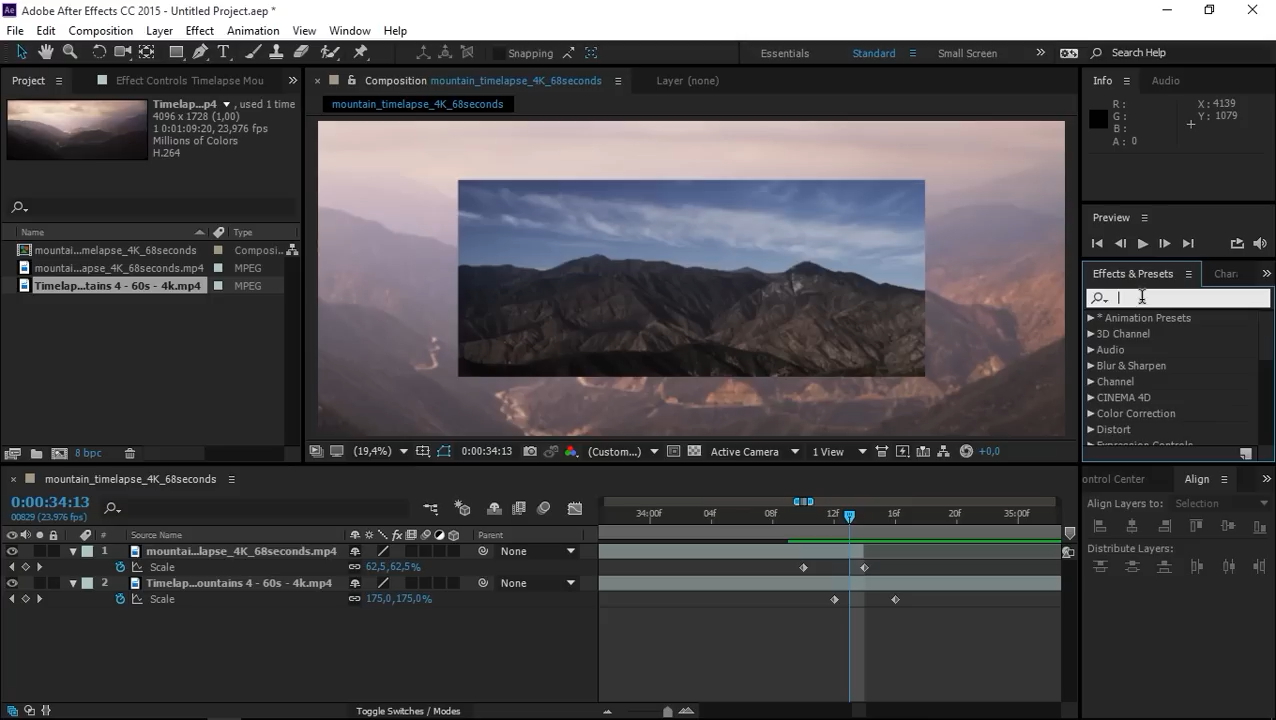 Adobe After Effects CC 2015 - Untitled Project.aep *
File Edit Composition Layer Effect Animation View Window Help
Snapping
Essentials Standard Small Screen Search Help
Project Effect Controls Timelapse Mou
Composition mountain_timelapse_4K_68seconds
Layer (none)
Info Audio
mountain_timelapse_4K_68seconds
Timelap...p4 , used 1 time
4096 x 1728 (1,00)
Δ 0:01:09:20, 23,976 fps
Millions of Colors
H.264
R :
G :
B :
A : 0
X : 4139
Y : 1079
Preview
Name Type
mountai...melapse_4K_68seconds Composi...
mountai...apse_4K_68seconds.mp4 MPEG
Timelap...tains 4 - 60s - 4k.mp4 MPEG
Effects & Presets Char
* Animation Presets
3D Channel
Audio
Blur & Sharpen
Channel
CINEMA 4D
Color Correction
Distort
Expression Controls
8 bpc
(19,4%) 0:00:34:13 (Custom...) Active Camera 1 View +0,0
mountain_timelapse_4K_68seconds
0:00:34:13
00829 (23.976 fps)
34:00f 04f 08f 12f 16f 20f 35:00f
# Source Name Parent
1 mountai...lapse_4K_68seconds.mp4 None
Scale 62,5,62,5%
2 Timelap...ountains 4 - 60s - 4k.mp4 None
Scale 175,0,175,0%
ontrol Center Align
Align Layers to: Selection
Distribute Layers:
Toggle Switches / Modes